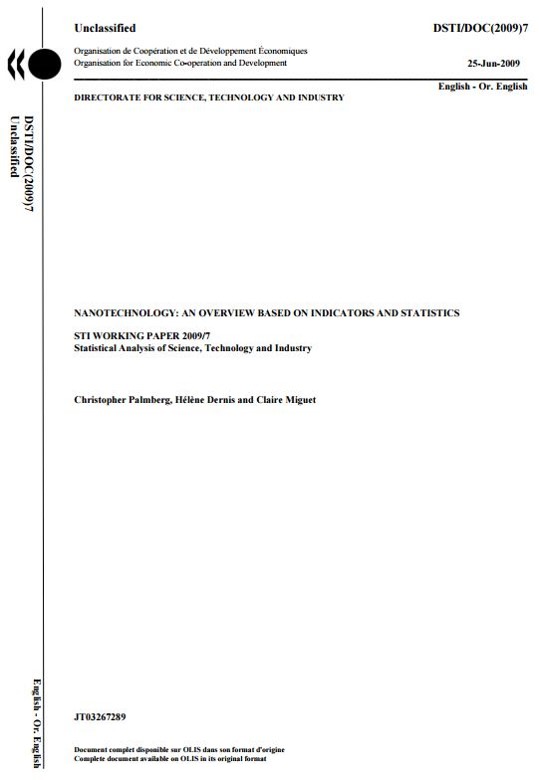 Unclassified DSTI/DOC(2009)7
Organisation de Coopération et de Développement Économiques
Organisation for Economic Co-operation and Development 25-Jun-2009
English - Or. English
DIRECTORATE FOR SCIENCE, TECHNOLOGY AND INDUSTRY
DSTI/DOC(2009)7
Unclassified
NANOTECHNOLOGY: AN OVERVIEW BASED ON INDICATORS AND STATISTICS
STI WORKING PAPER 2009/7
Statistical Analysis of Science, Technology and Industry
Christopher Palmberg, Hélène Dernis and Claire Miguet
English - Or. English
JT03267289
Document complet disponible sur OLIS dans son format d'origine
Complete document available on OLIS in its original format